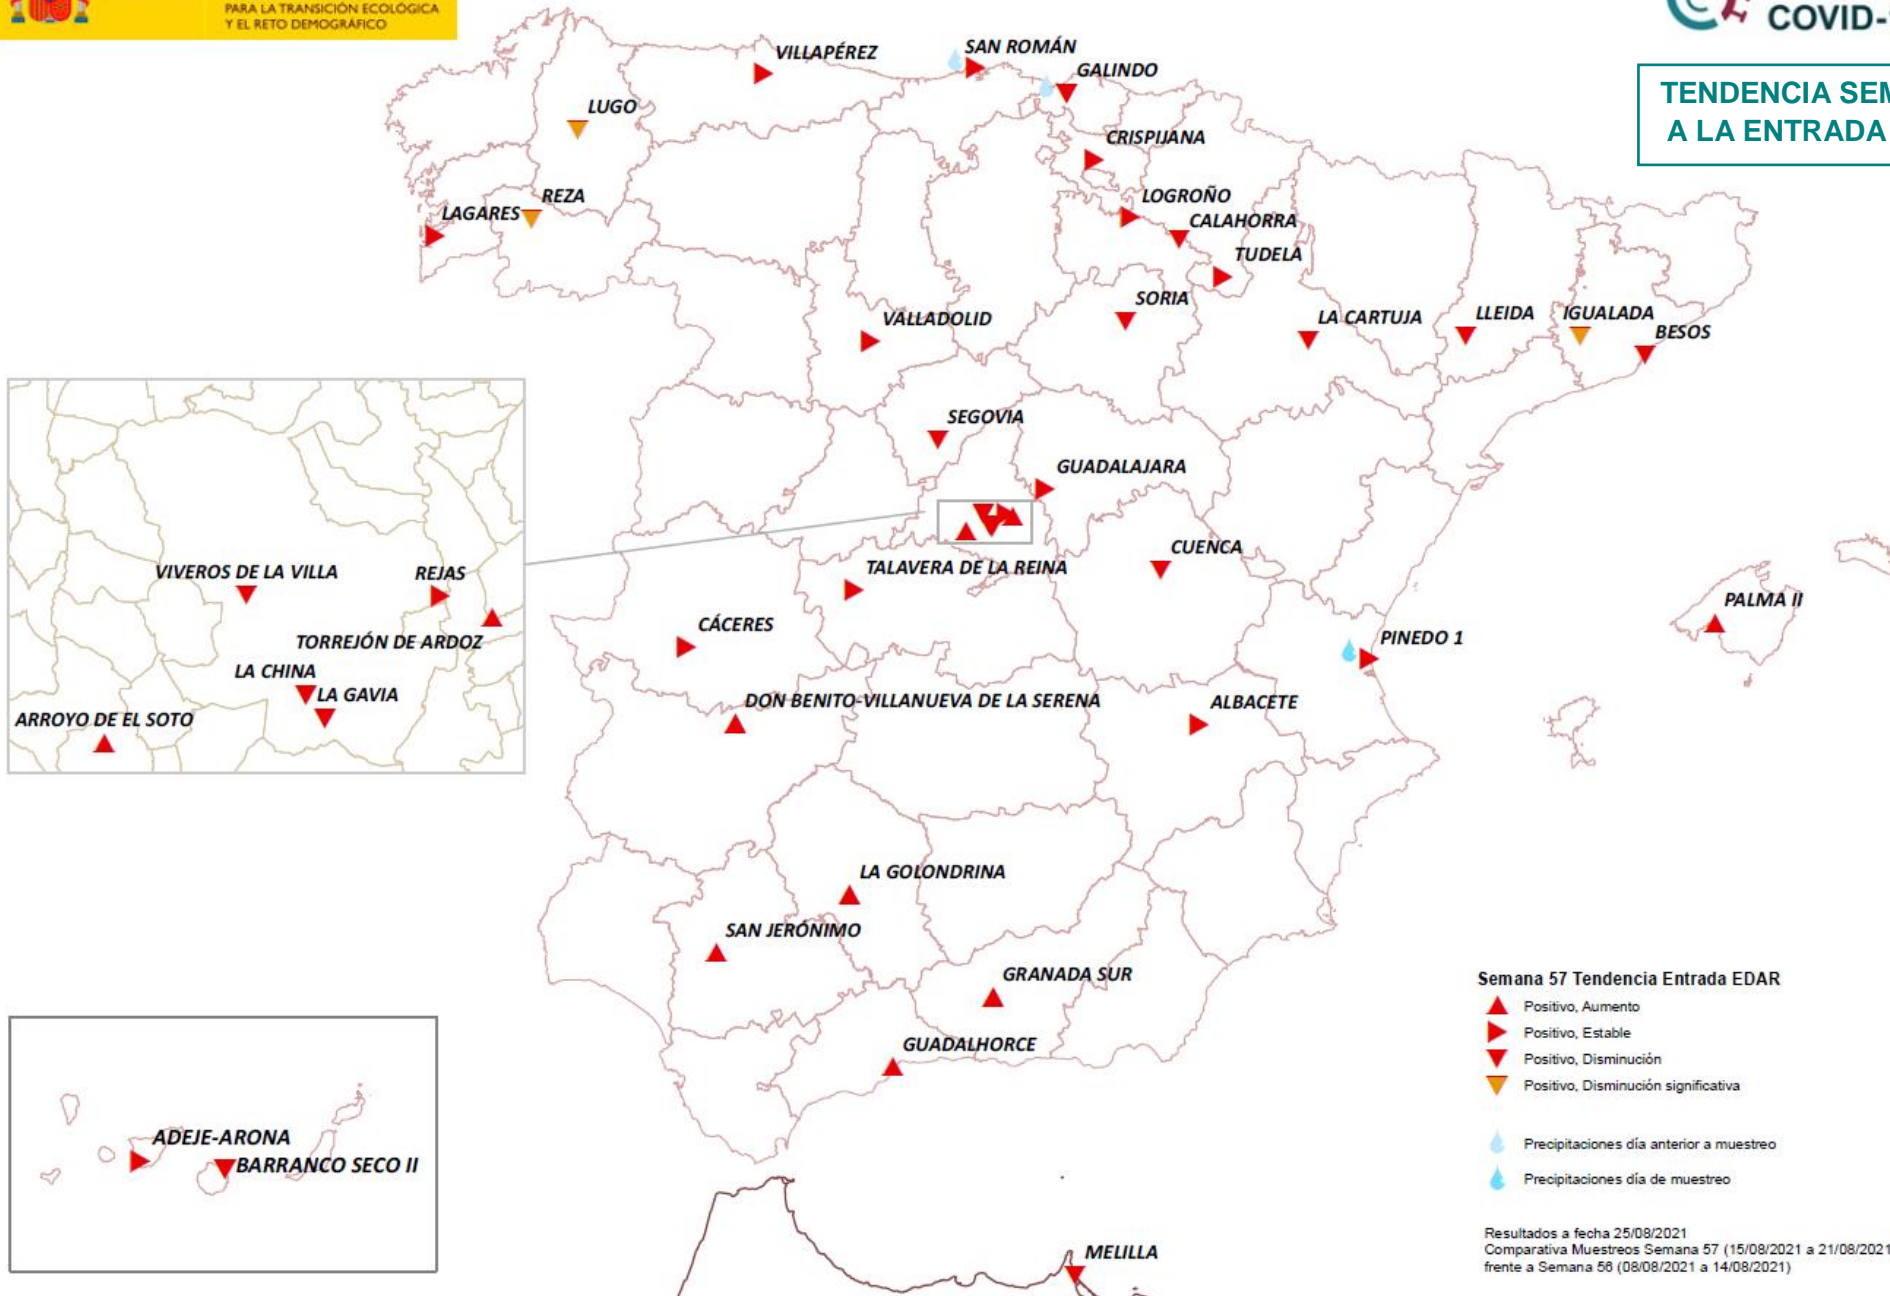 PARA LA TRANSICIÓN ECOLÓGICA
Y EL RETO DEMOGRÁFICO
COVID-
TENDENCIA SEM
A LA ENTRADA
VILLAPÉREZ
SAN ROMÁN
GALINDO
LUGO
CRISPIJANA
REZA
LAGARES
LOGROÑO
CALAHORRA
TUDELA
SORIA
VALLADOLID
LA CARTUJA
LLEIDA
IGUALADA
BESOS
SEGOVIA
GUADALAJARA
TALAVERA DE LA REINA
CUENCA
VIVEROS DE LA VILLA
REJAS
TORREJÓN DE ARDOZ
LA CHINA
LA GAVIA
ARROYO DE EL SOTO
CÁCERES
PALMA II
PINEDO 1
DON BENITO-VILLANUEVA DE LA SERENA
ALBACETE
LA GOLONDRINA
SAN JERÓNIMO
GRANADA SUR
GUADALHORCE
ADEJE-ARONA
BARRANCO SECO II
MELILLA
Semana 57 Tendencia Entrada EDAR
Positivo, Aumento
Positivo, Estable
Positivo, Disminución
Positivo, Disminución significativa
Precipitaciones día anterior a muestreo
Precipitaciones día de muestreo
Resultados a fecha 25/08/2021
Comparativa Muestreos Semana 57 (15/08/2021 a 21/08/2021
frente a Semana 56 (08/08/2021 a 14/08/2021)